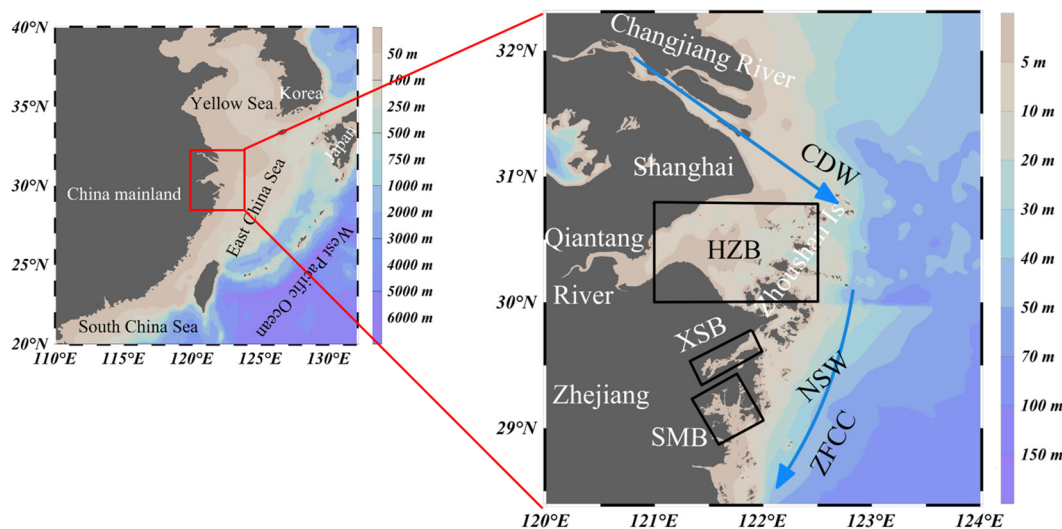 40°N
35°N
30°N
25°N
20°N
110°E
115°E
120°E
125°E
130°E
Yellow Sea
Korea
Japan
China mainland
East China Sea
West Pacific Ocean
South China Sea
50 m
100 m
250 m
500 m
750 m
1000 m
2000 m
3000 m
4000 m
5000 m
6000 m
32°N
31°N
30°N
29°N
120°E
121°E
122°E
123°E
124°E
Changjiang River
CDW
Shanghai
Zhoushan Is
Qiantang
River
HZB
XSB
Zhejiang
SMB
NSW
ZFCC
5 m
10 m
20 m
30 m
50 m
70 m
100 m
150 m